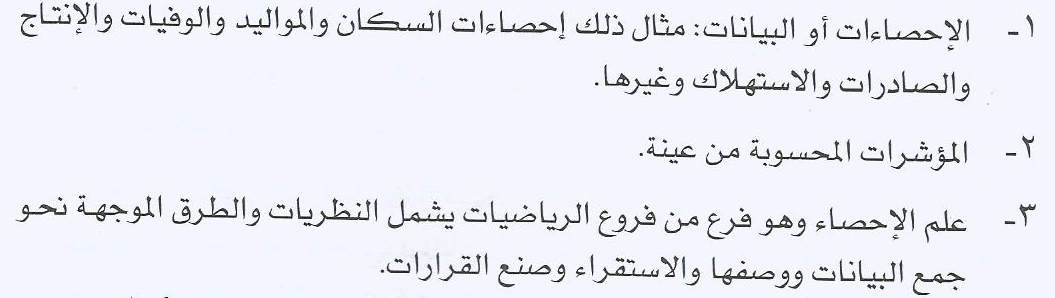 ١- الإحصاءات أو البيانات: مثال ذلك إحصاءات السكان والمواليد والوفيات والإنتاج
والصادرات والاستهلاك وغيرها.
٢- المؤشرات المحسوبة من عينة.
٣- علم الإحصاء وهو فرع من فروع الرياضيات يشمل النظريات والطرق الموجهة نحو
جمع البيانات ووصفها والاستقراء وصنع القرارات.